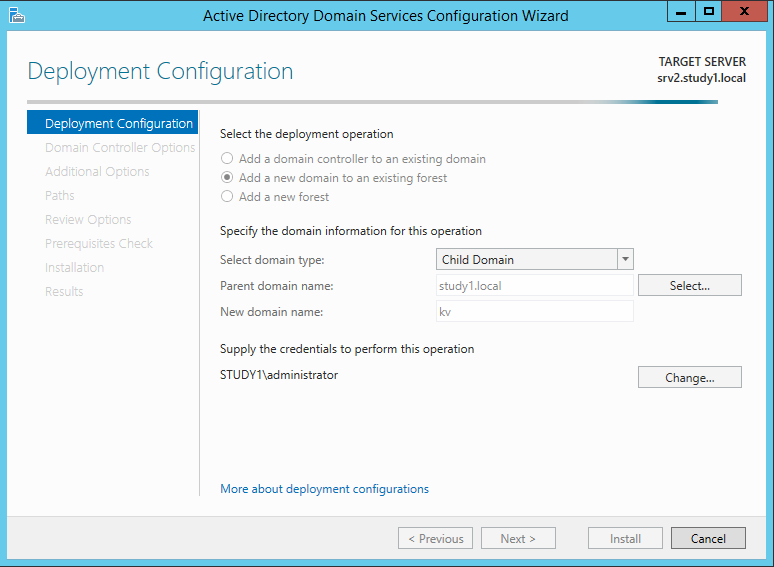 Active Directory Domain Services Configuration Wizard
Deployment Configuration
TARGET SERVER
srv2.study1.local
Deployment Configuration
Domain Controller Options
Additional Options
Paths
Review Options
Prerequisites Check
Installation
Results
Select the deployment operation
Add a domain controller to an existing domain
Add a new domain to an existing forest
Add a new forest
Specify the domain information for this operation
Select domain type: Child Domain
Parent domain name: study1.local Select...
New domain name: kv
Supply the credentials to perform this operation
STUDY1\administrator Change...
More about deployment configurations
< Previous Next > Install Cancel